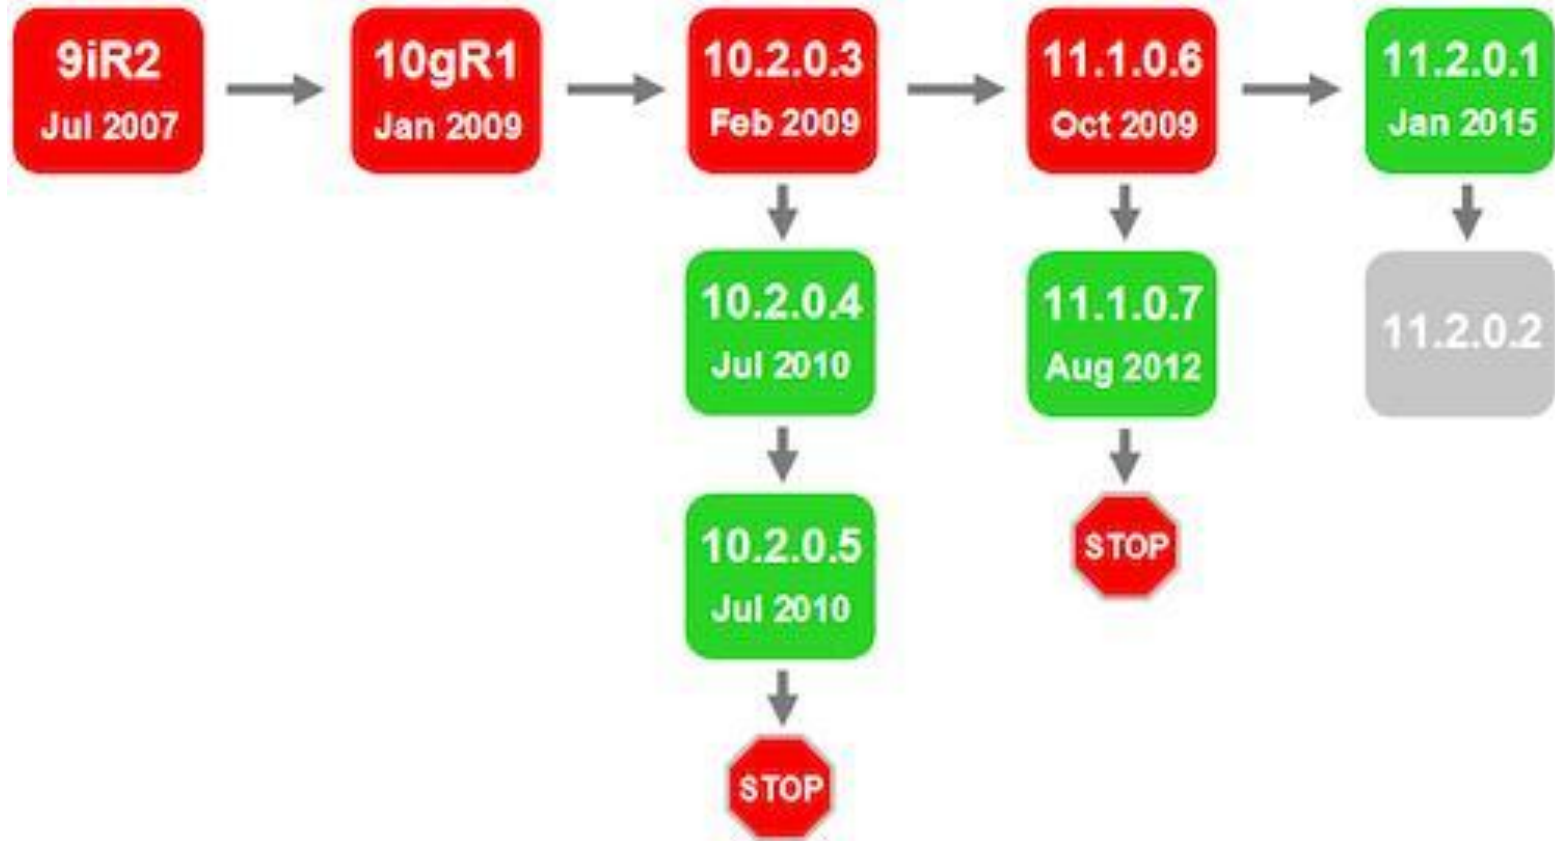 9iR2
Jul 2007
10gR1
Jan 2009
10.2.0.3
Feb 2009
11.1.0.6
Oct 2009
11.2.0.1
Jan 2015
10.2.0.4
Jul 2010
11.1.0.7
Aug 2012
11.2.0.2
10.2.0.5
Jul 2010
STOP
STOP